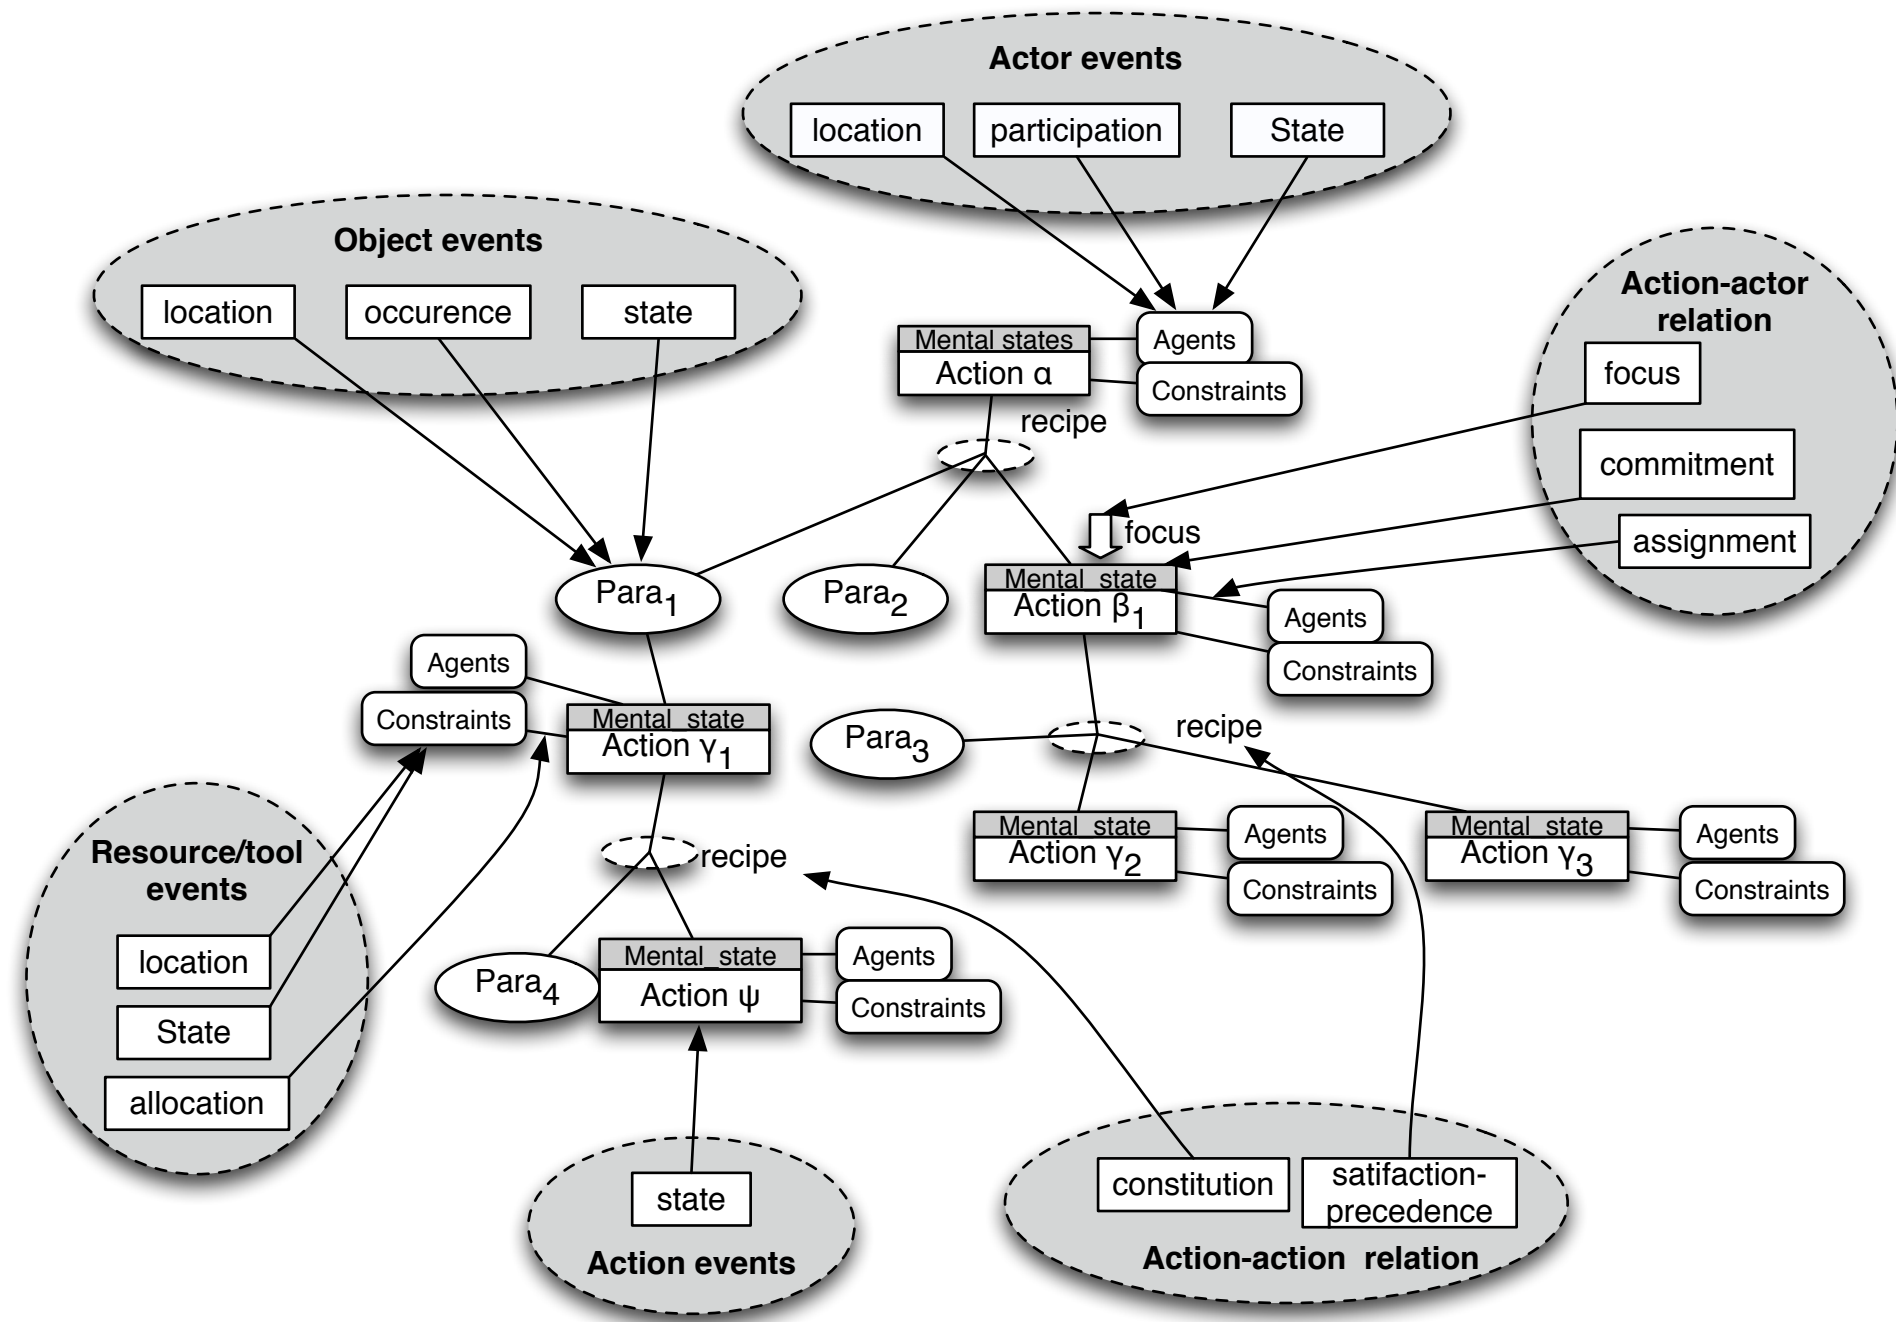 Actor events
location
participation
State
Object events
location
occurence
state
Action-actor
relation
focus
commitment
assignment
Mental states
Action α
Agents
Constraints
recipe
focus
Para1
Para2
Mental_state
Action β1
Agents
Constraints
Agents
Constraints
Mental_state
Action γ1
Para3
recipe
Mental_state
Action γ2
Agents
Constraints
Mental_state
Action γ3
Agents
Constraints
Resource/tool
events
location
State
allocation
recipe
Para4
Mental_state
Action ψ
Agents
Constraints
state
Action events
constitution
satifaction-
precedence
Action-action relation